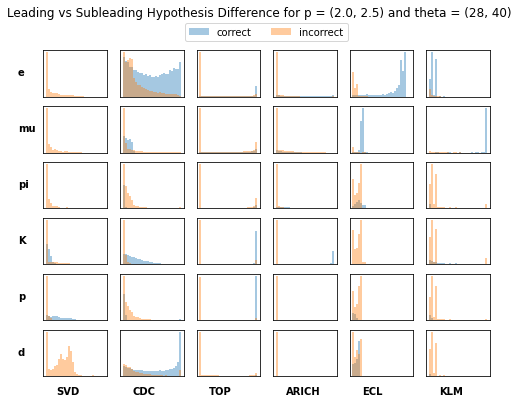 Leading vs Subleading Hypothesis Difference for p = (2.0, 2.5) and theta = (28, 40)
correct incorrect
e
mu
pi
K
p
d
SVD CDC TOP ARICH ECL KLM